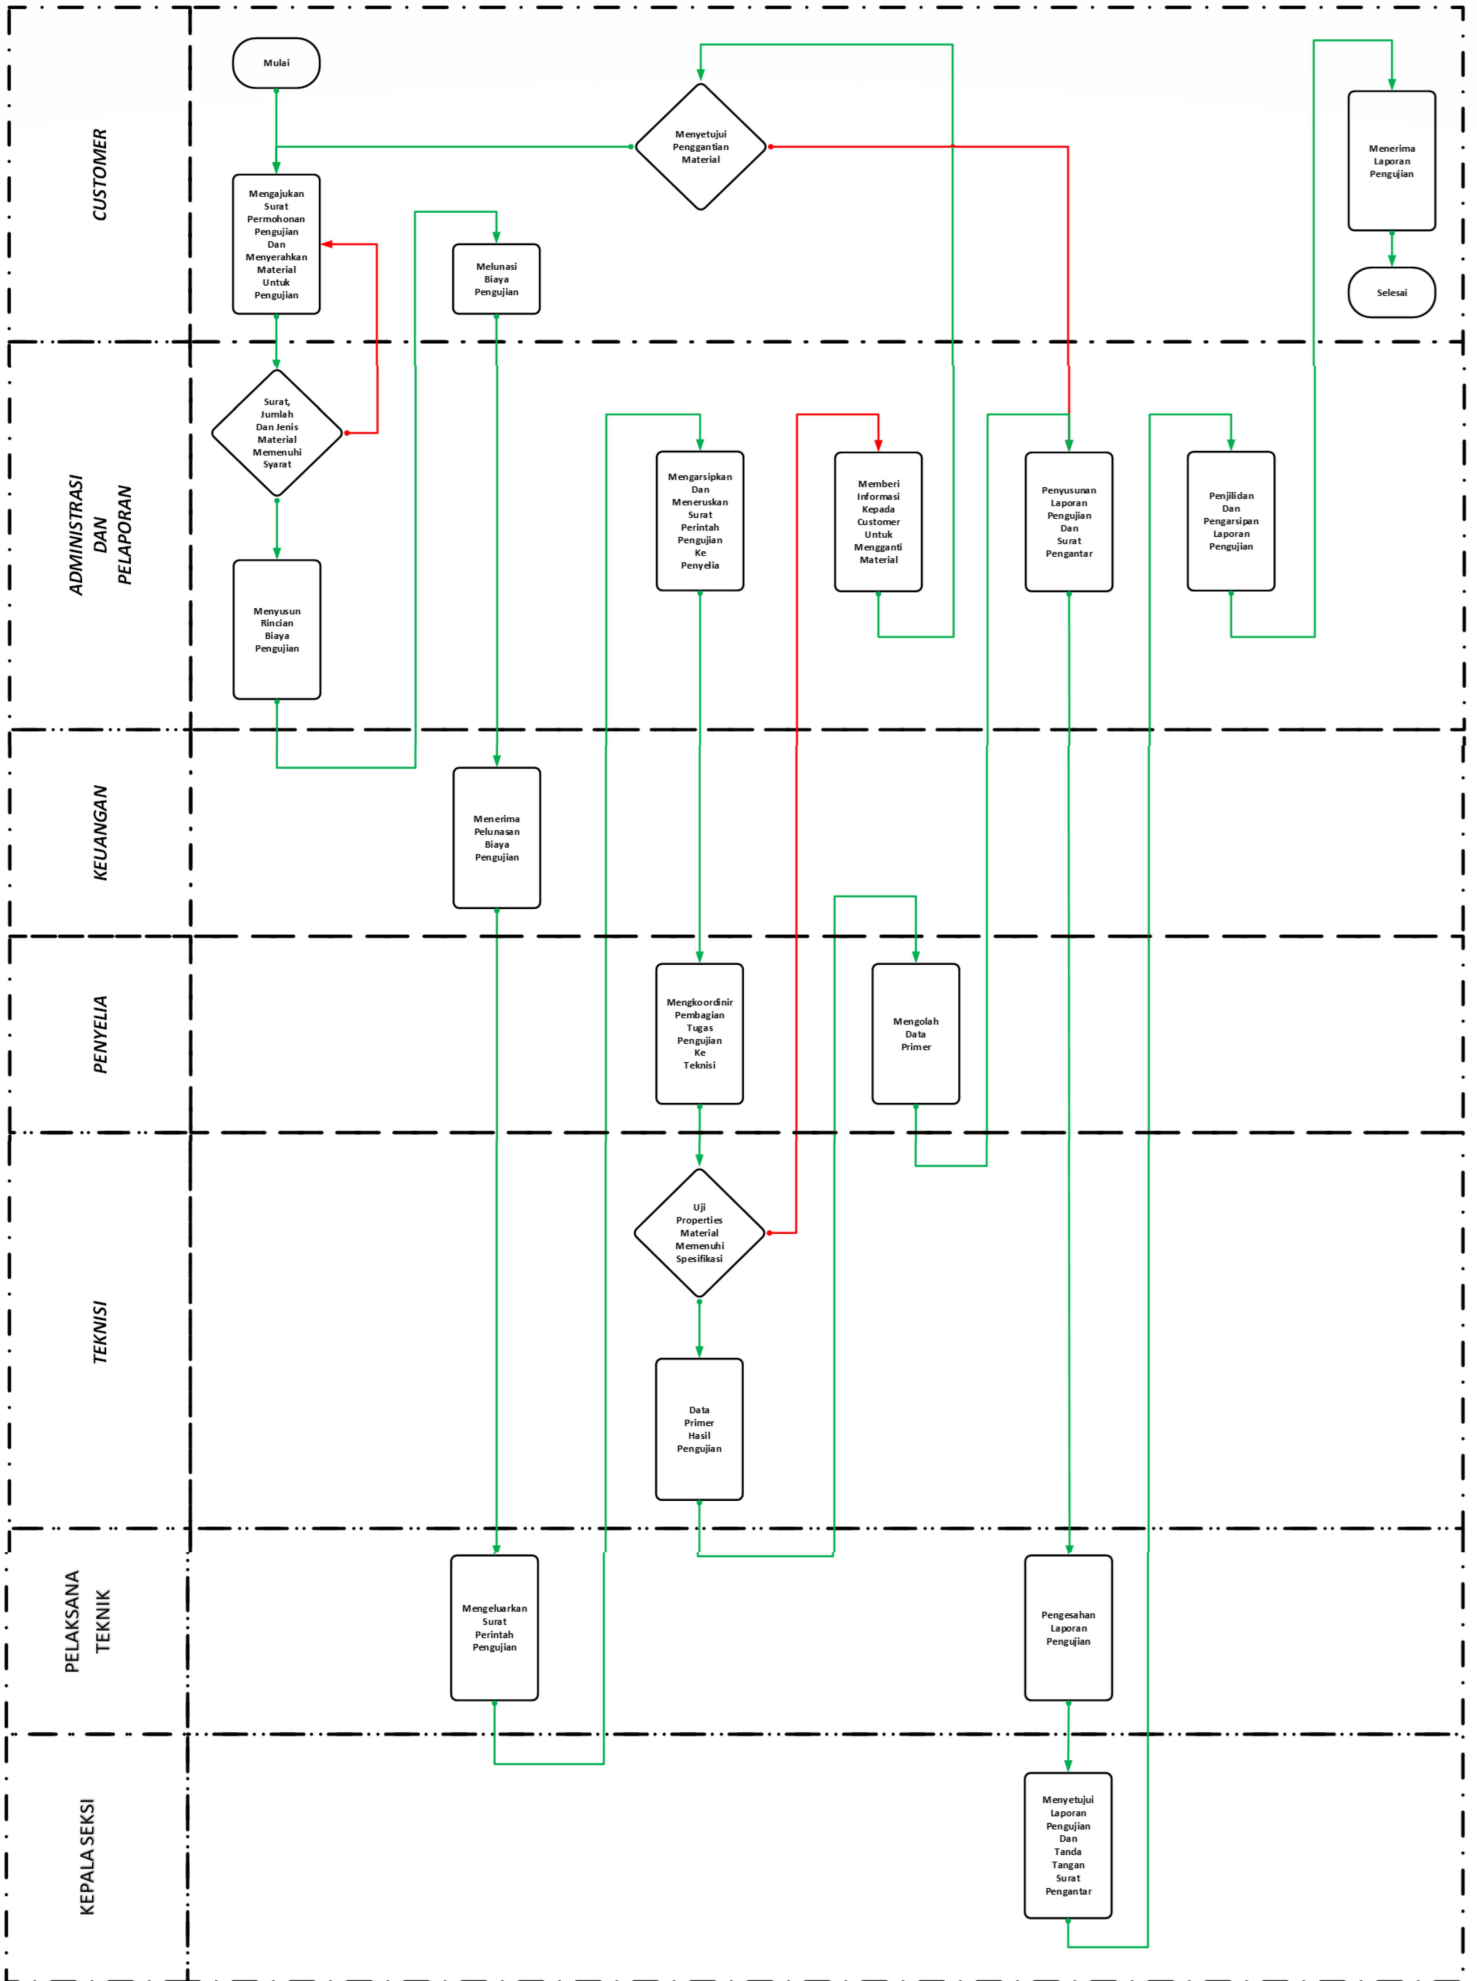 CUSTOMER
Mulai
Mengajukan
Surat
Permohonan
Pengujian
Dan
Menyerahkan
Material
Untuk
Pengujian
Melunasi
Biaya
Pengujian
Menyetujui
Penggantian
Material
Menerima
Laporan
Pengujian
Selesai
ADMINISTRASI
DAN
PELAPORAN
Surat,
Jumlah
Dan Jenis
Material
Memenuhi
Syarat
Menyusun
Rincian
Biaya
Pengujian
Mengarsipkan
Dan
Meneruskan
Surat
Perintah
Pengujian
Ke
Penyelia
Memberi
Informasi
Kepada
Customer
Untuk
Mengganti
Material
Penyusunan
Laporan
Pengujian
Dan
Surat
Pengantar
Penjilidan
Dan
Pengarsipan
Laporan
Pengujian
KEUANGAN
Menerima
Pelunasan
Biaya
Pengujian
PENYELIA
Mengkoordinir
Pembagian
Tugas
Pengujian
Ke
Teknisi
Mengolah
Data
Primer
TEKNISI
Uji
Properties
Material
Memenuhi
Spesifikasi
Data
Primer
Hasil
Pengujian
PELAKSANA
TEKNIK
Mengeluarkan
Surat
Perintah
Pengujian
Pengesahan
Laporan
Pengujian
KEPALA SEKSI
Menyetujui
Laporan
Pengujian
Dan
Tanda
Tangan
Surat
Pengantar